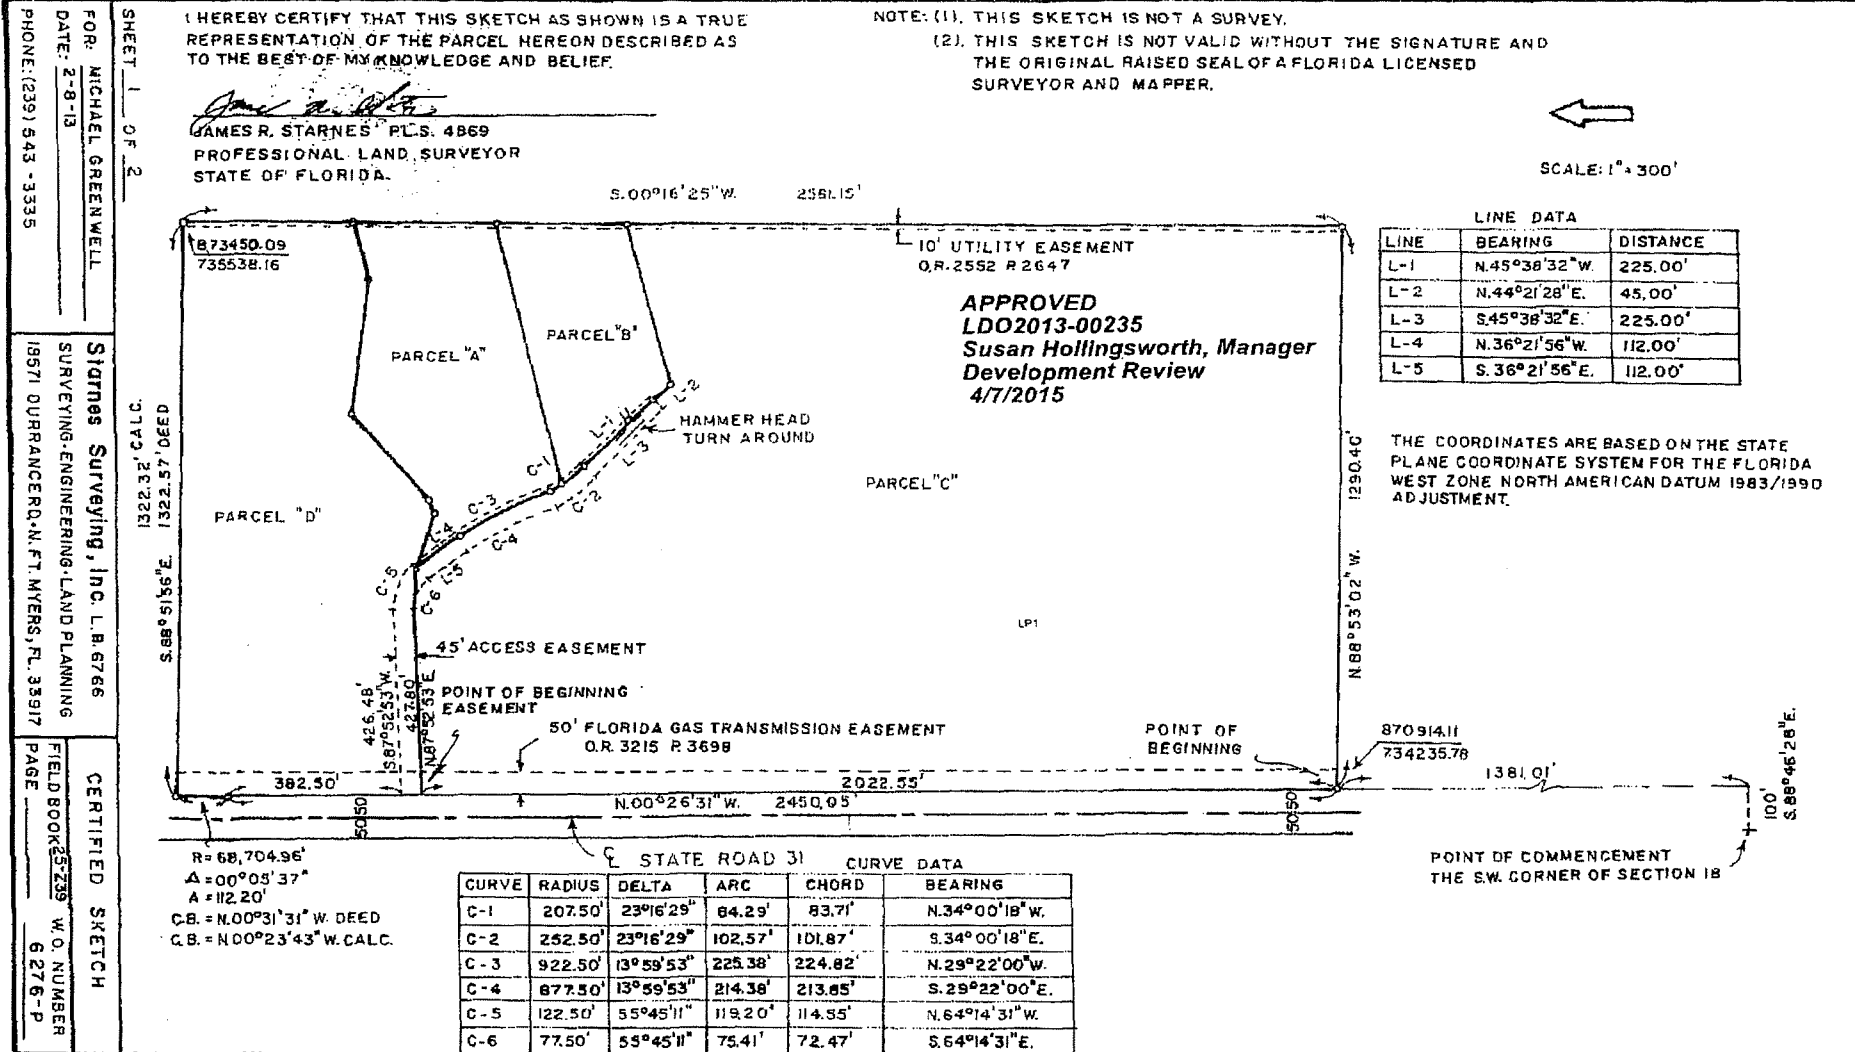 I HEREBY CERTIFY THAT THIS SKETCH AS SHOWN IS A TRUE
REPRESENTATION OF THE PARCEL HEREON DESCRIBED AS
TO THE BEST OF MY KNOWLEDGE AND BELIEF.
JAMES R. STARNES P.L.S. 4869
PROFESSIONAL LAND SURVEYOR
STATE OF FLORIDA.
NOTE: (1). THIS SKETCH IS NOT A SURVEY.
(2). THIS SKETCH IS NOT VALID WITHOUT THE SIGNATURE AND
THE ORIGINAL RAISED SEAL OF A FLORIDA LICENSED
SURVEYOR AND MAPPER.
SCALE: 1" = 300'
SHEET 1 OF 2
FOR: MICHAEL GREENWELL
DATE: 2-8-13
PHONE: (239) 543-3335
Starnes Surveying, Inc. L.B. 6766
SURVEYING-ENGINEERING-LAND PLANNING
18571 DURRANCE RD. N. FT. MYERS, FL. 33917
CERTIFIED SKETCH
FIELD BOOK 25-Z39 W.O. NUMBER
PAGE 6276-P
S.00°16'25"W. 2561.15'
873450.09
735538.16
10' UTILITY EASEMENT
O.R. 2552 P. 2647
APPROVED
LDO2013-00235
Susan Hollingsworth, Manager
Development Review
4/7/2015
PARCEL "A"
PARCEL "B"
PARCEL "C"
PARCEL "D"
HAMMER HEAD
TURN AROUND
L-1
L-2
L-3
C-1
C-2
C-3
C-4
L-4
L-5
C-5
C-6
1322.32' CALC.
1322.57' DEED
S.88°51'56"E.
1290.40'
N.88°53'02" W.
LP1
45' ACCESS EASEMENT
426.48'
S.87°52'53"W.
427.80'
N.87°52'53"E.
POINT OF BEGINNING
EASEMENT
50' FLORIDA GAS TRANSMISSION EASEMENT
O.R. 3215 P. 3698
POINT OF
BEGINNING
870914.11
734235.78
382.50'
2022.55'
N.00°26'31"W. 2450.05'
1381.01'
100'
S.88°46'28"E.
50 50
50 50
STATE ROAD 31
POINT OF COMMENCEMENT
THE S.W. CORNER OF SECTION 18
R= 68,704.96'
Δ =00°05'37"
A =112.20'
C.B. = N.00°31'31" W. DEED
C.B. = N 00°23'43" W. CALC.
LINE DATA
LINE BEARING DISTANCE
L-1 N.45°38'32"W. 225.00'
L-2 N.44°21'28"E. 45.00'
L-3 S.45°38'32"E. 225.00'
L-4 N.36°21'56"W. 112.00'
L-5 S.36°21'56"E. 112.00'
THE COORDINATES ARE BASED ON THE STATE
PLANE COORDINATE SYSTEM FOR THE FLORIDA
WEST ZONE NORTH AMERICAN DATUM 1983/1990
ADJUSTMENT.
CURVE DATA
CURVE RADIUS DELTA ARC CHORD BEARING
C-1 207.50' 23°16'29" 84.29' 83.71' N.34°00'18"W.
C-2 252.50' 23°16'29" 102.57' 101.87' S.34°00'18"E.
C-3 922.50' 13°59'53" 225.38' 224.82' N.29°22'00"W.
C-4 877.50' 13°59'53" 214.38' 213.85' S.29°22'00"E.
C-5 122.50' 55°45'11" 119.20' 114.55' N.64°14'31"W.
C-6 77.50' 55°45'11" 75.41' 72.47' S.64°14'31"E.